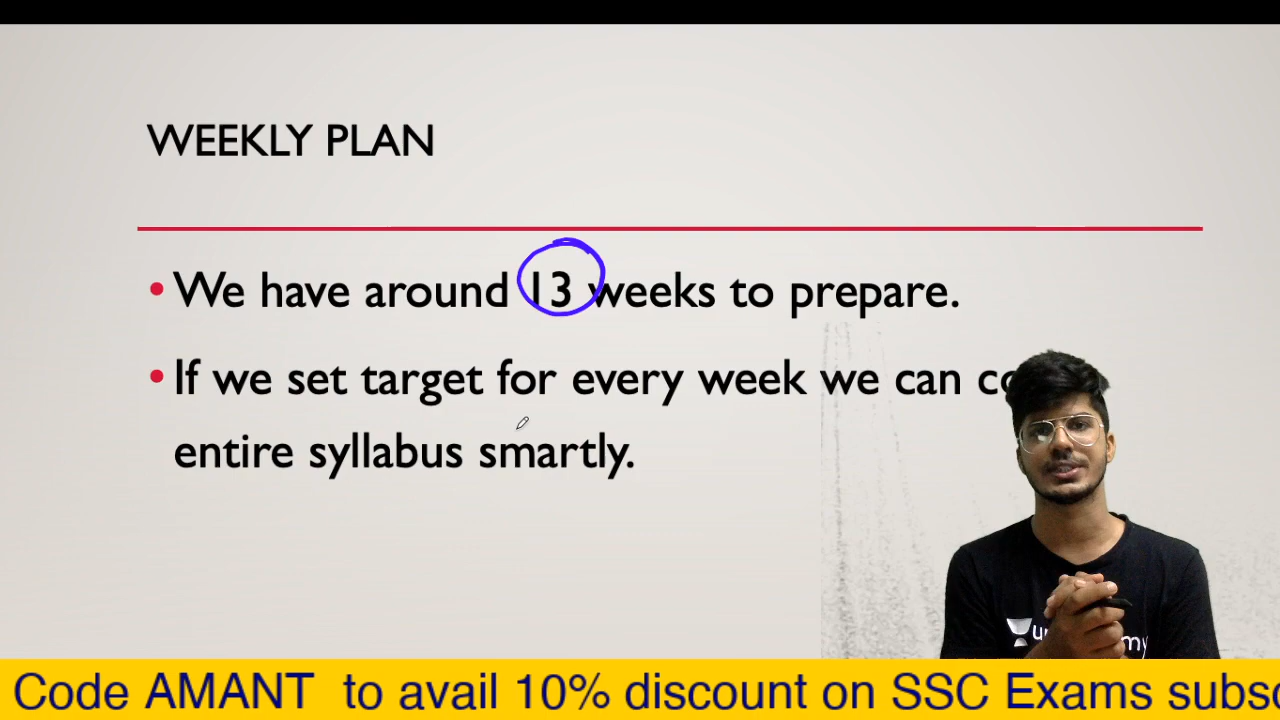 WEEKLY PLAN
• We have around 13 weeks to prepare.
• If we set target for every week we can
entire syllabus smartly.
Code AMANT to avail 10% discount on SSC Exams